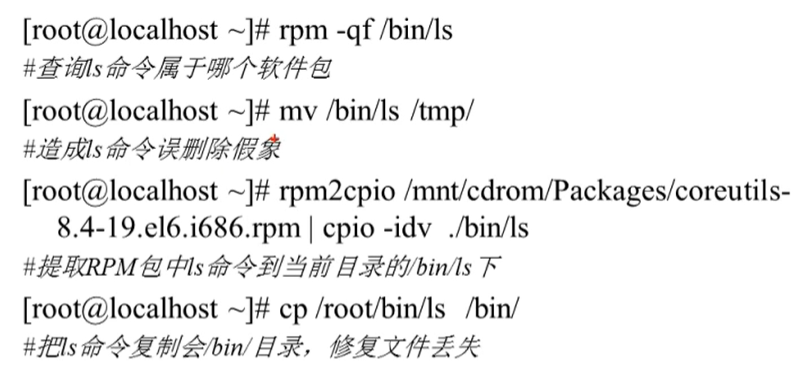 [root@localhost ~]# rpm -qf /bin/ls
#查询ls命令属于哪个软件包
[root@localhost ~]# mv /bin/ls /tmp/
#造成ls命令误删除假象
[root@localhost ~]# rpm2cpio /mnt/cdrom/Packages/coreutils-
8.4-19.el6.i686.rpm | cpio -idv ./bin/ls
#提取RPM包中ls命令到当前目录的/bin/ls下
[root@localhost ~]# cp /root/bin/ls /bin/
#把ls命令复制会/bin/目录，修复文件丢失